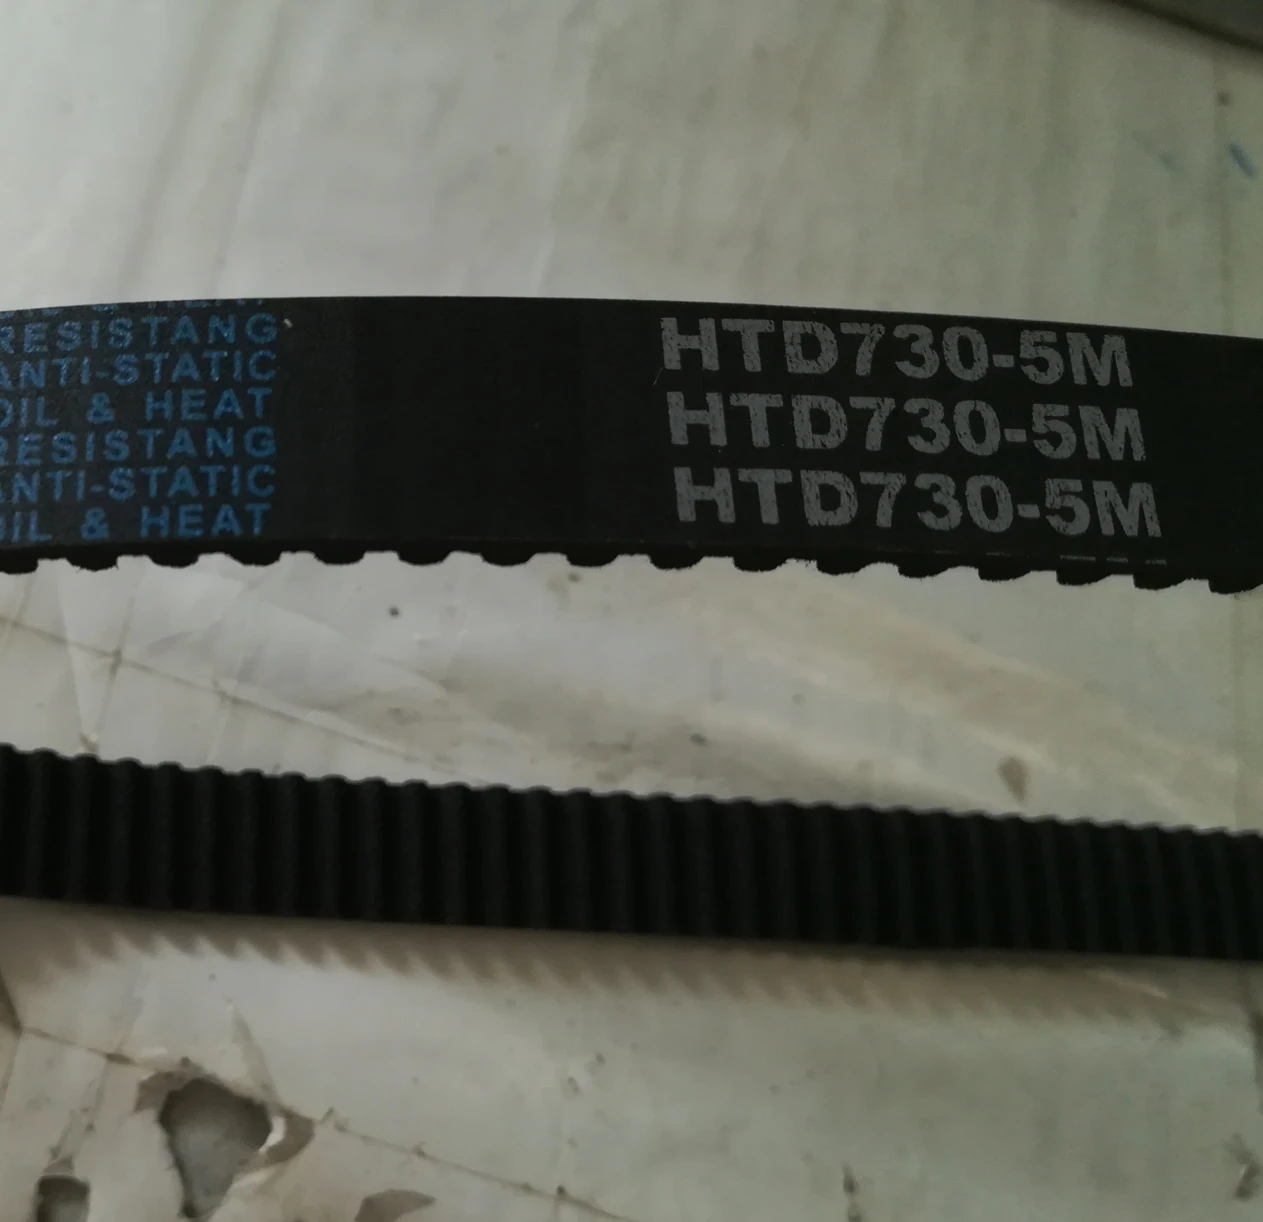 RESISTANG
ANTI-STATIC
OIL & HEAT
RESISTANG
ANTI-STATIC
OIL & HEAT
HTD730-5M
HTD730-5M
HTD730-5M